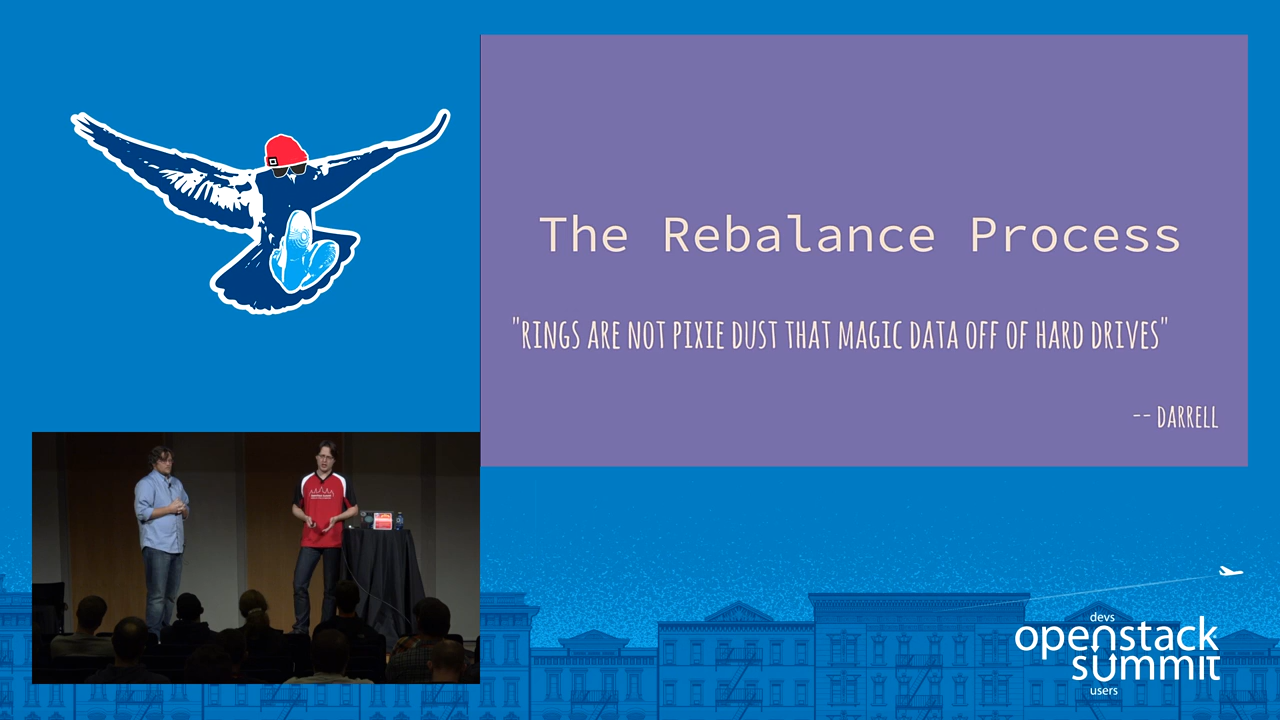 The Rebalance Process
"RINGS ARE NOT PIXIE DUST THAT MAGIC DATA OFF OF HARD DRIVES"
-- DARRELL
devs
openstack
summit
users